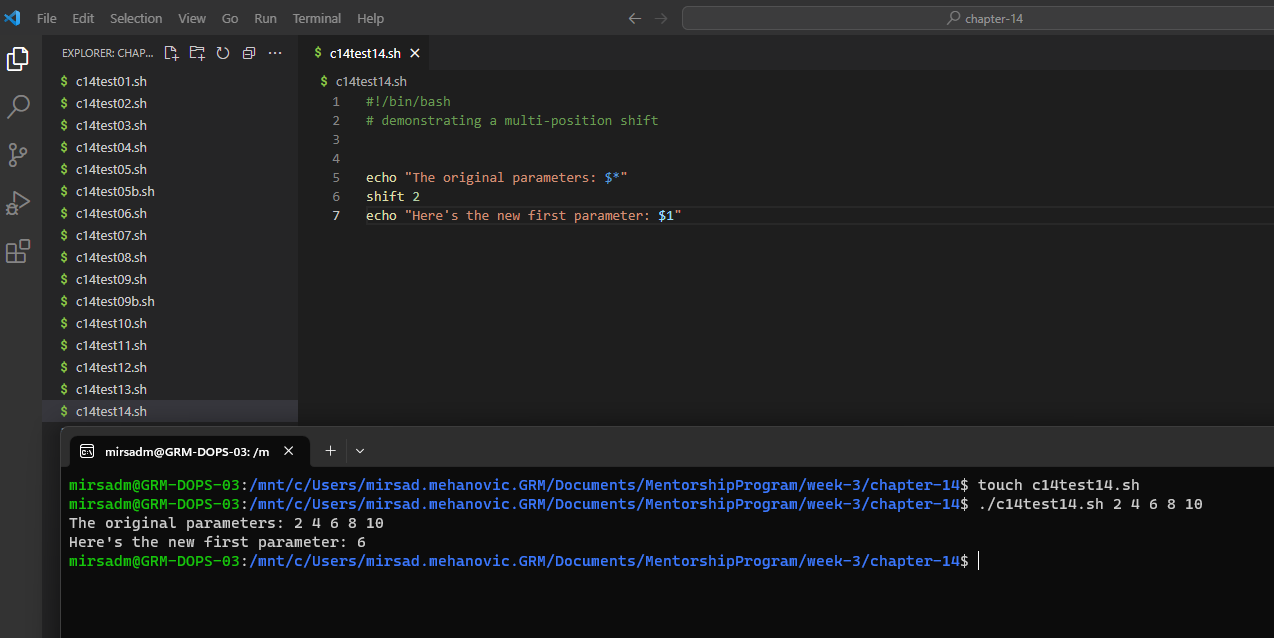 File Edit Selection View Go Run Terminal Help
chapter-14
EXPLORER: CHAP...
c14test14.sh
$ c14test01.sh
$ c14test02.sh
$ c14test03.sh
$ c14test04.sh
$ c14test05.sh
$ c14test05b.sh
$ c14test06.sh
$ c14test07.sh
$ c14test08.sh
$ c14test09.sh
$ c14test09b.sh
$ c14test10.sh
$ c14test11.sh
$ c14test12.sh
$ c14test13.sh
$ c14test14.sh
$ c14test14.sh
1 #!/bin/bash
2 # demonstrating a multi-position shift
3
4
5 echo "The original parameters: $*"
6 shift 2
7 echo "Here's the new first parameter: $1"
mirsadm@GRM-DOPS-03: /m
mirsadm@GRM-DOPS-03:/mnt/c/Users/mirsad.mehanovic.GRM/Documents/MentorshipProgram/week-3/chapter-14$ touch c14test14.sh
mirsadm@GRM-DOPS-03:/mnt/c/Users/mirsad.mehanovic.GRM/Documents/MentorshipProgram/week-3/chapter-14$ ./c14test14.sh 2 4 6 8 10
The original parameters: 2 4 6 8 10
Here's the new first parameter: 6
mirsadm@GRM-DOPS-03:/mnt/c/Users/mirsad.mehanovic.GRM/Documents/MentorshipProgram/week-3/chapter-14$